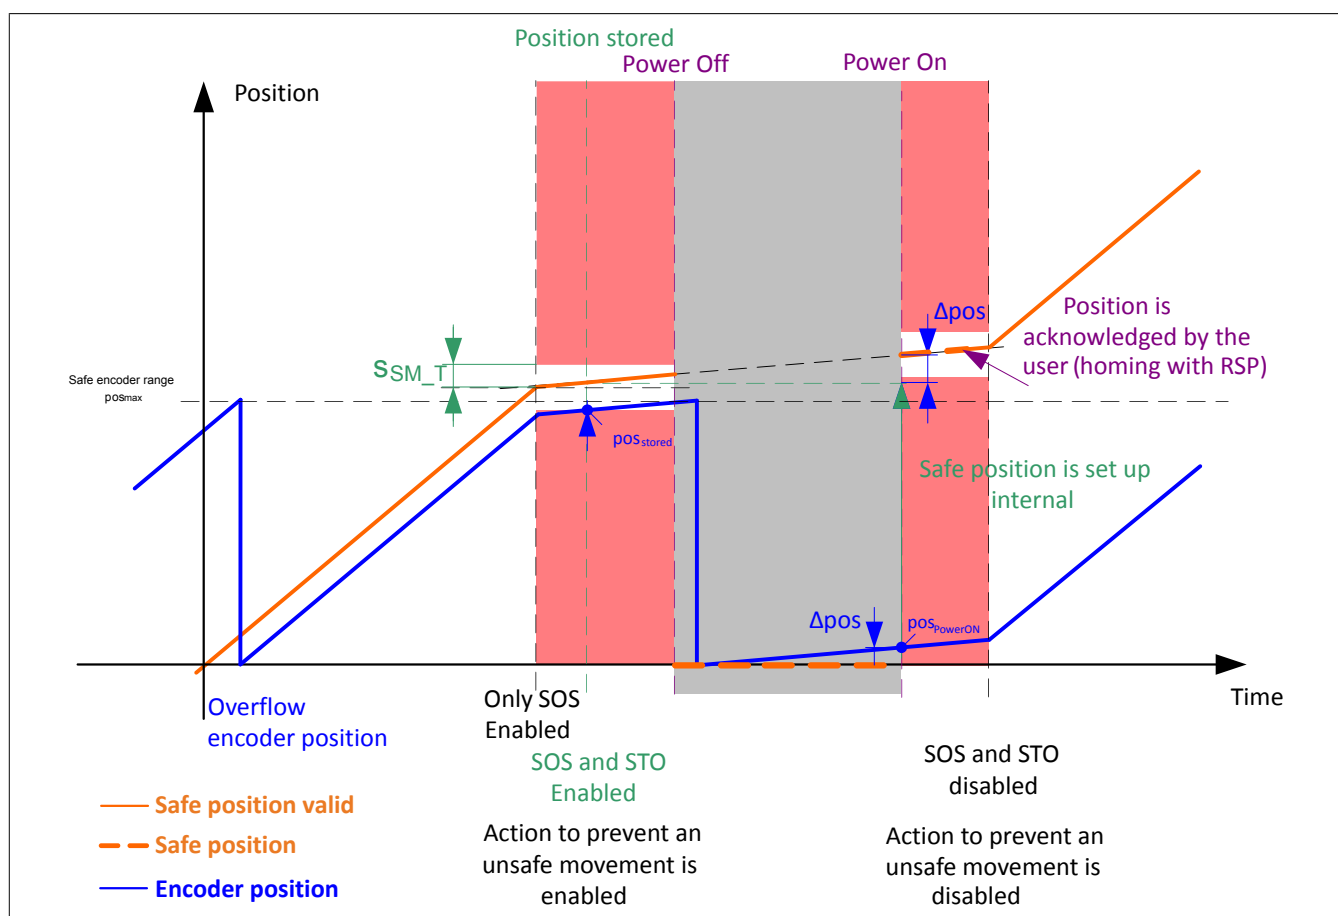 Position stored
Power Off
Power On
Position
Δpos
Position is
acknowledged by the
user (homing with RSP)
SSM_T
Safe encoder range
posmax
posstored
Safe position is set up
internal
Δpos
posPowerON
Time
Overflow
encoder position
Only SOS
Enabled
SOS and STO
Enabled
SOS and STO
disabled
Safe position valid
Safe position
Encoder position
Action to prevent an
unsafe movement is
enabled
Action to prevent an
unsafe movement is
disabled